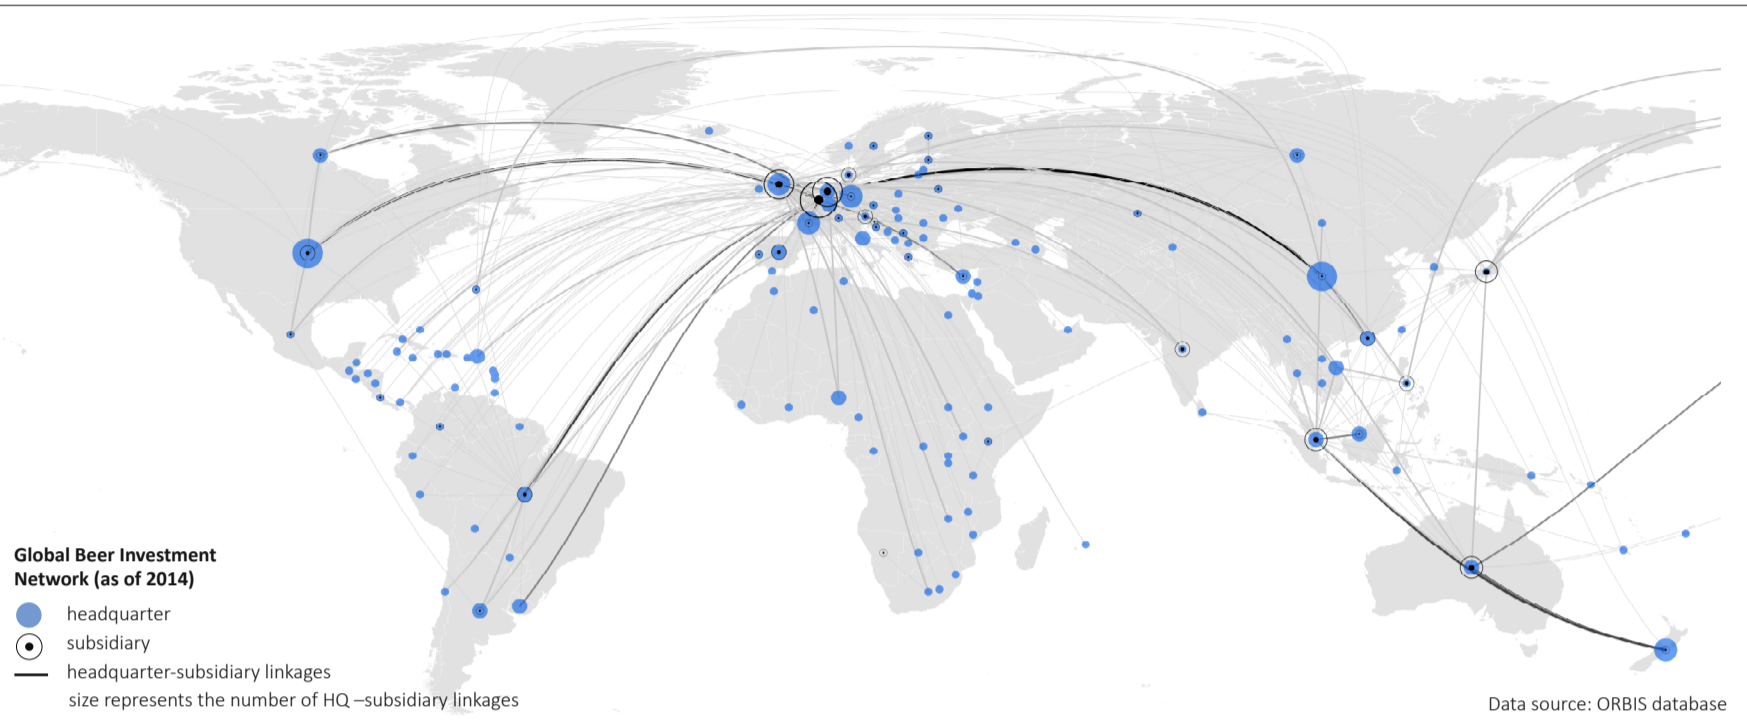 Global Beer Investment
Network (as of 2014)
headquarter
subsidiary
headquarter-subsidiary linkages
size represents the number of HQ –subsidiary linkages
Data source: ORBIS database